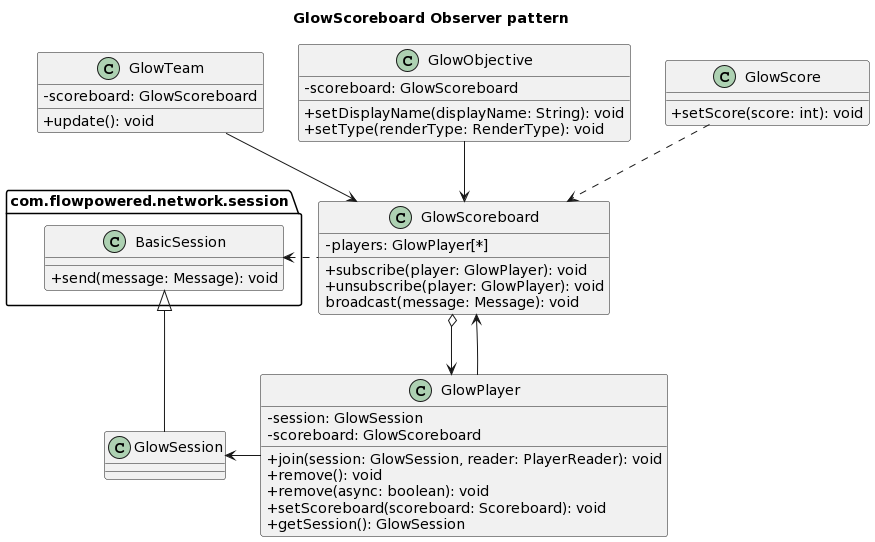 GlowScoreboard Observer pattern
C GlowTeam
-scoreboard: GlowScoreboard
+update(): void
C GlowObjective
-scoreboard: GlowScoreboard
+setDisplayName(displayName: String): void
+setType(renderType: RenderType): void
C GlowScore
+setScore(score: int): void
com.flowpowered.network.session
C BasicSession
+send(message: Message): void
C GlowScoreboard
-players: GlowPlayer[*]
+subscribe(player: GlowPlayer): void
+unsubscribe(player: GlowPlayer): void
broadcast(message: Message): void
C GlowSession
C GlowPlayer
-session: GlowSession
-scoreboard: GlowScoreboard
+join(session: GlowSession, reader: PlayerReader): void
+remove(): void
+remove(async: boolean): void
+setScoreboard(scoreboard: Scoreboard): void
+getSession(): GlowSession